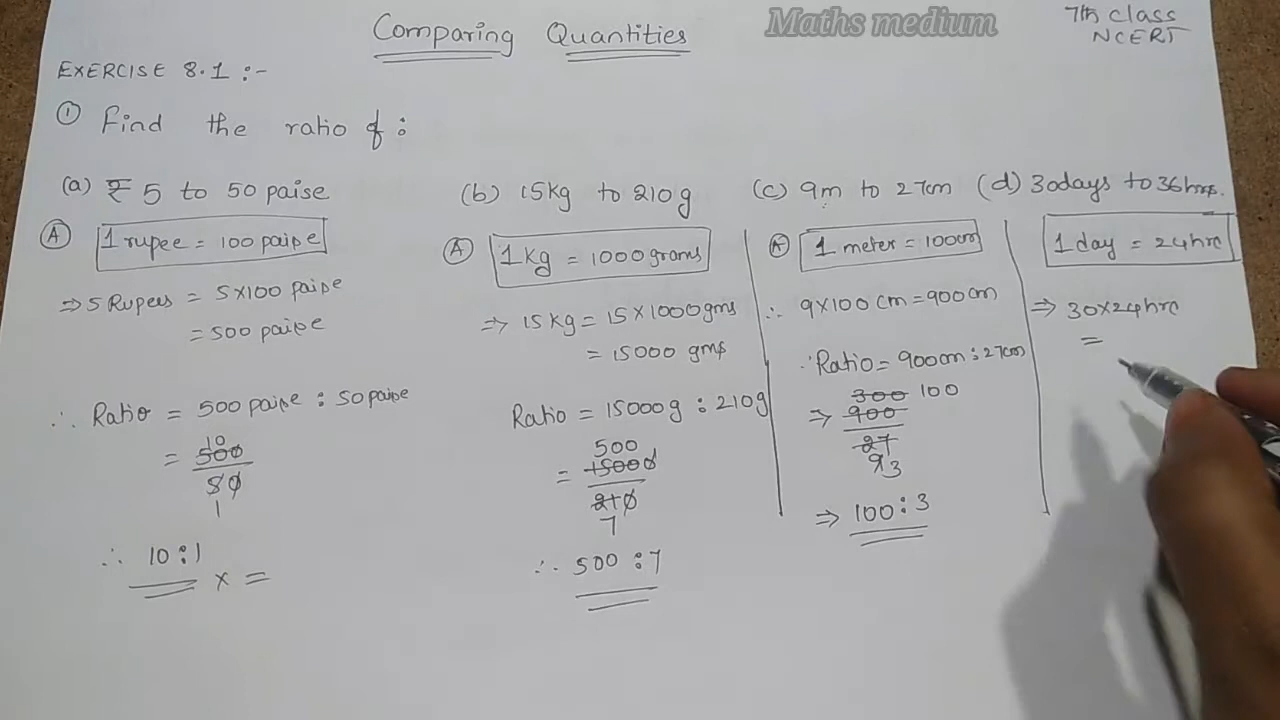 Maths medium
Comparing Quantities
7th class
NCERT
EXERCISE 8.1 :-
① Find the ratio of :
(a) ₹ 5 to 50 paise
Ⓐ 1 rupee = 100 paise
⇒ 5 Rupees = 5×100 paise
= 500 paise
∴ Ratio = 500 paise : 50 paise
10
= 500
50
1
∴ 10:1
× =
(b) 15kg to 210g
Ⓐ 1 kg = 1000 grams
⇒ 15 kg = 15×1000 gms
= 15000 gms
Ratio = 15000g : 210g
500
= 15000
210
7
∴ 500 : 7
(c) 9m to 27cm
Ⓐ 1 meter = 100cm
∴ 9×100 cm = 900cm
∴ Ratio = 900cm : 27cm
300 100
⇒ 900
27
9 3
⇒ 100 : 3
(d) 30days to 36hrs.
1 day = 24hrs
⇒ 30×24hrs
=